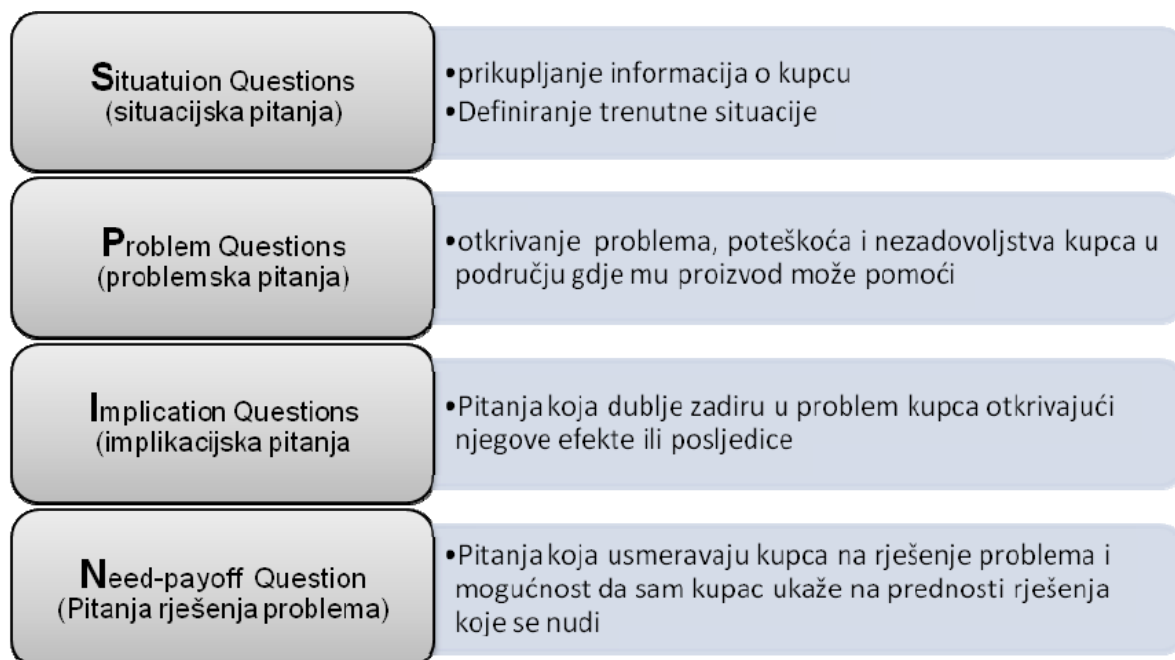 Situatuion Questions
(situacijska pitanja)
•prikupljanje informacija o kupcu
•Definiranje trenutne situacije
Problem Questions
(problemska pitanja)
•otkrivanje problema, poteškoća i nezadovoljstva kupca u
području gdje mu proizvod može pomoći
Implication Questions
(implikacijska pitanja
•Pitanja koja dublje zadiru u problem kupca otkrivajući
njegove efekte ili posljedice
Need-payoff Question
(Pitanja rješenja problema)
•Pitanja koja usmeravaju kupca na rješenje problema i
mogućnost da sam kupac ukaže na prednosti rješenja
koje se nudi